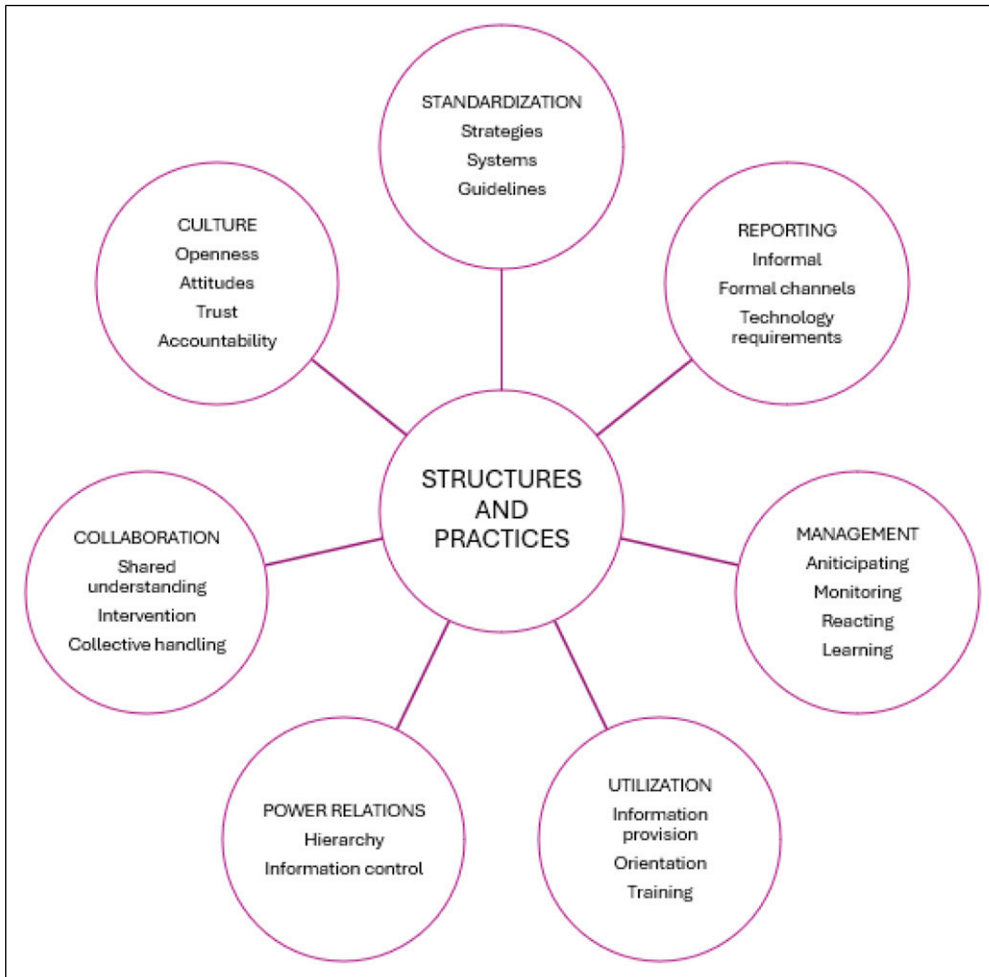 STANDARDIZATION
Strategies
Systems
Guidelines
CULTURE
Openness
Attitudes
Trust
Accountability
REPORTING
Informal
Formal channels
Technology
requirements
STRUCTURES
AND
PRACTICES
COLLABORATION
Shared
understanding
Intervention
Collective handling
MANAGEMENT
Aniticipating
Monitoring
Reacting
Learning
POWER RELATIONS
Hierarchy
Information control
UTILIZATION
Information
provision
Orientation
Training